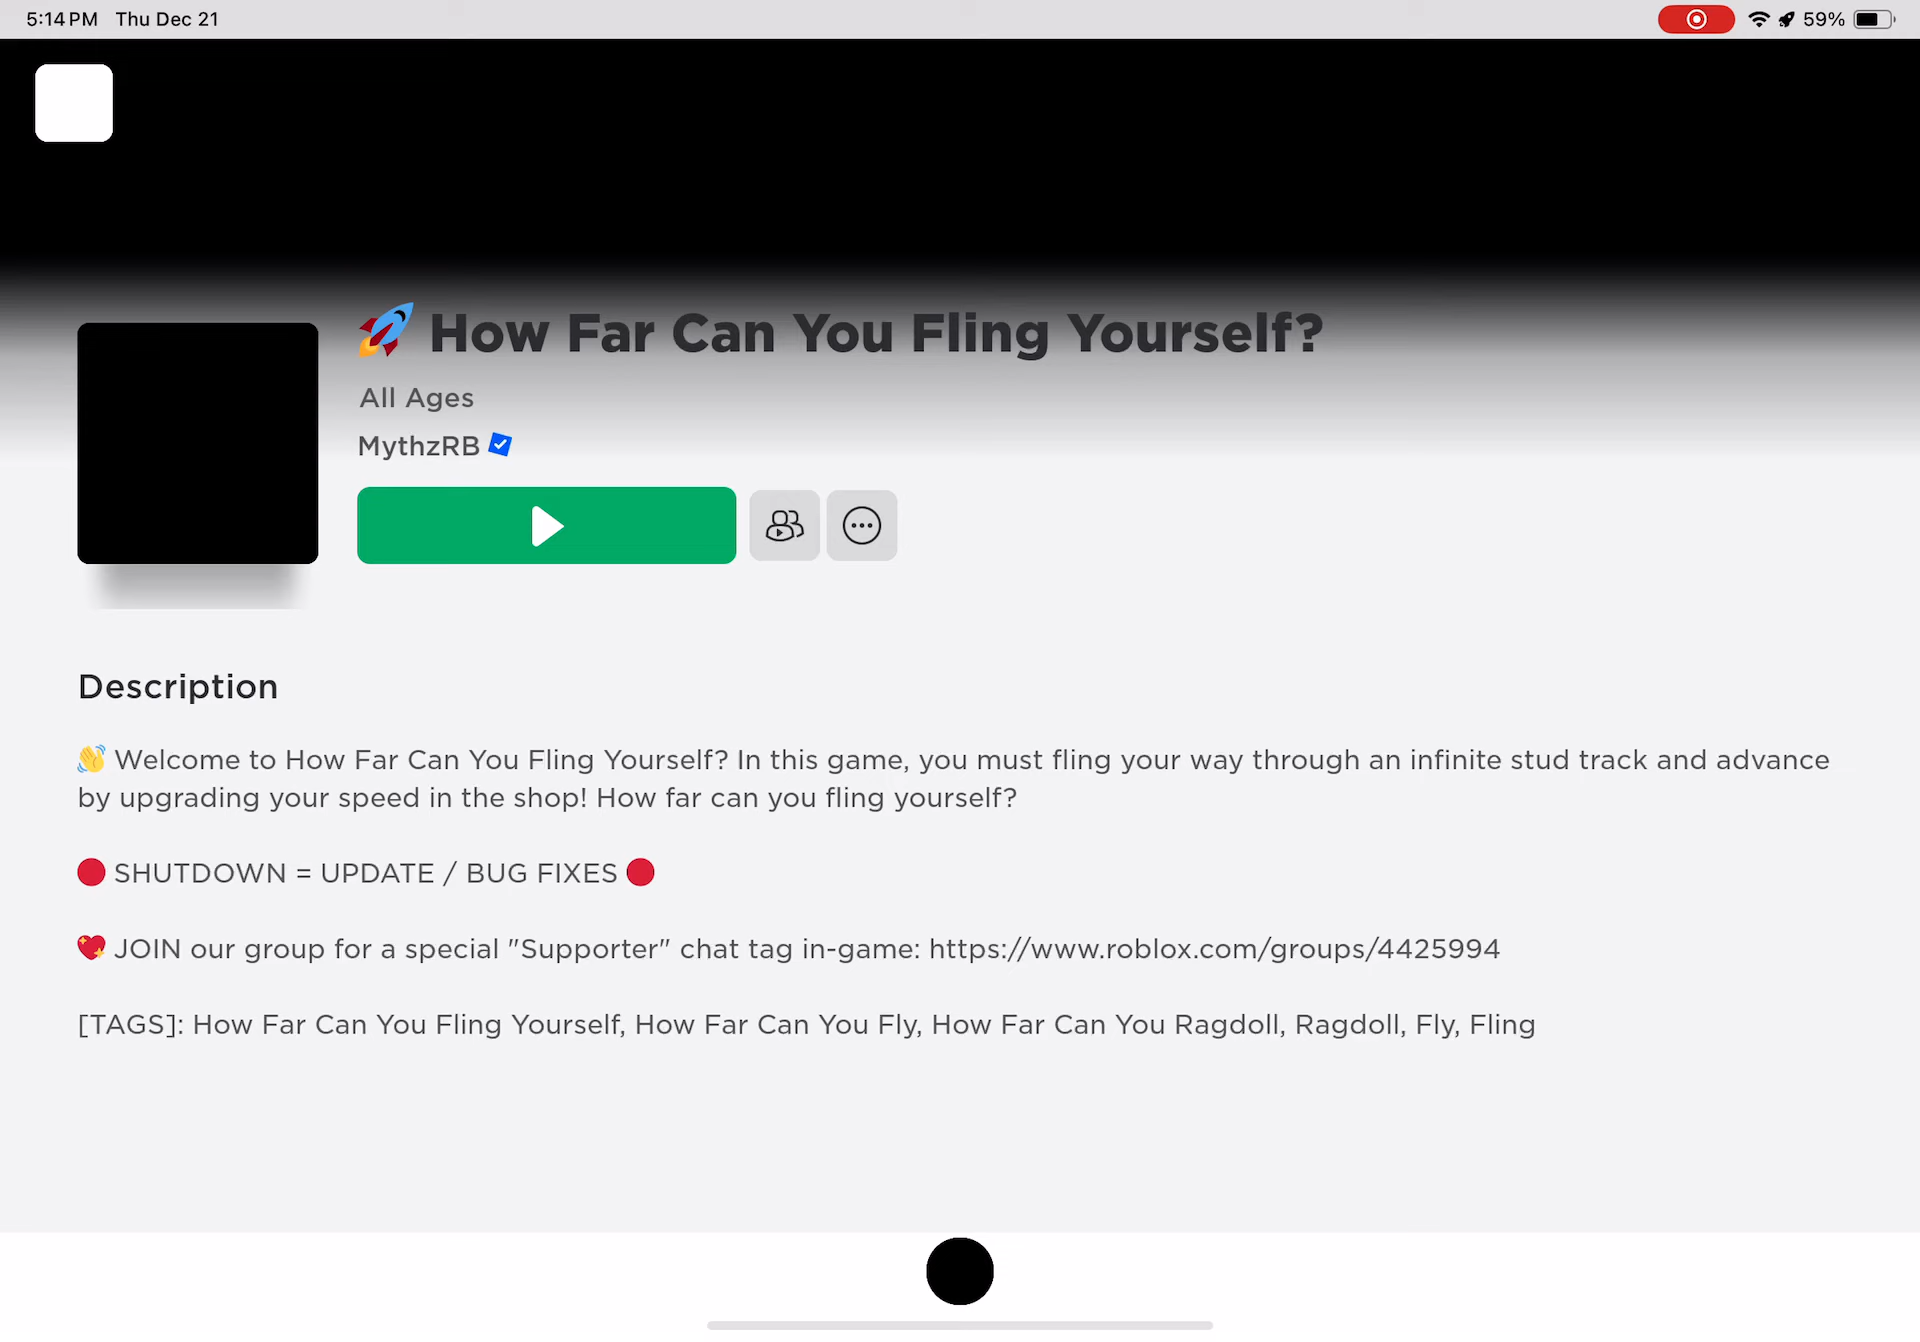 5:14 PM Thu Dec 21
59%
🚀 How Far Can You Fling Yourself?
All Ages
MythzRB
Description
👋 Welcome to How Far Can You Fling Yourself? In this game, you must fling your way through an infinite stud track and advance
by upgrading your speed in the shop! How far can you fling yourself?
🔴 SHUTDOWN = UPDATE / BUG FIXES 🔴
💖 JOIN our group for a special "Supporter" chat tag in-game: https://www.roblox.com/groups/4425994
[TAGS]: How Far Can You Fling Yourself, How Far Can You Fly, How Far Can You Ragdoll, Ragdoll, Fly, Fling